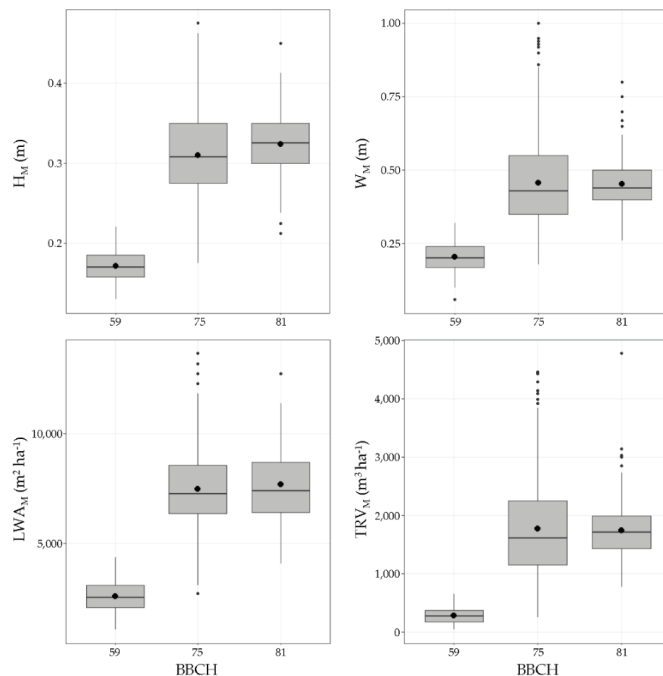 H_M (m)
0.4
0.3
0.2
59 75 81
W_M (m)
1.00
0.75
0.50
0.25
59 75 81
LWA_M (m² ha⁻¹)
10,000
5,000
59 75 81
BBCH
TRV_M (m³ ha⁻¹)
5,000
4,000
3,000
2,000
1,000
0
59 75 81
BBCH